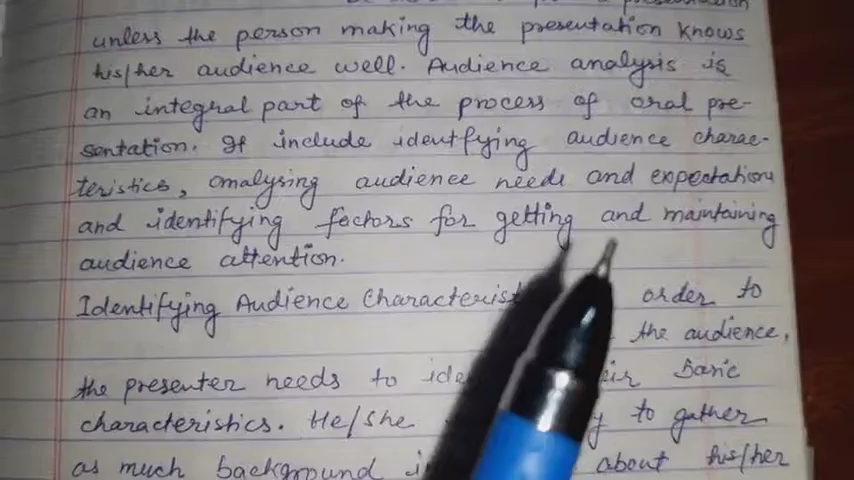 presentation
unless the person making the presentation knows
his/her audience well. Audience analysis is
an integral part of the process of oral pre-
sentation. It include identfying audience charac-
teristics, analysing audience needs and expectations
and identifying factors for getting and maintaining
audience attention.
Identifying Audience Characterist order to
the audience,
the presenter needs to ide Basic
characteristics. He/she to gather
as much background about his/her